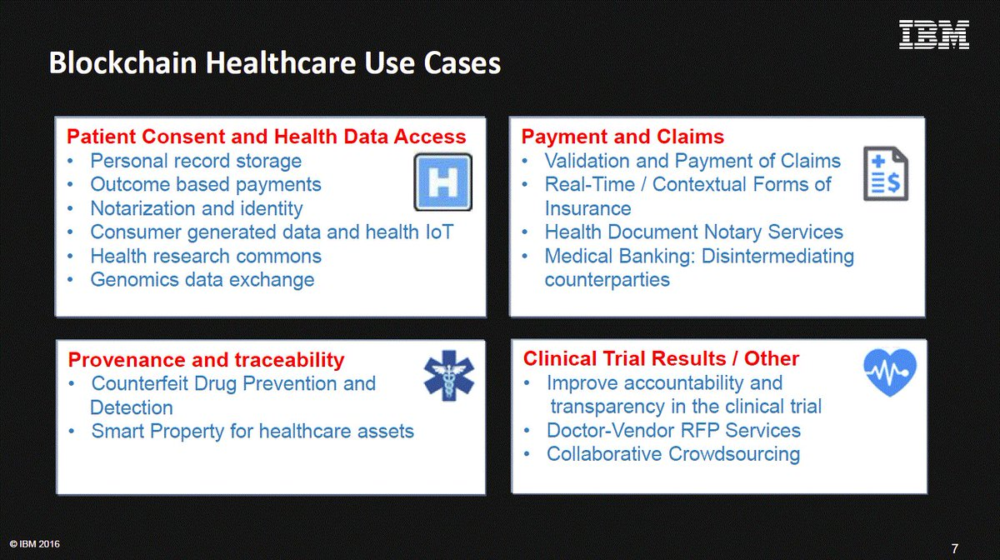 IBM
Blockchain Healthcare Use Cases
Patient Consent and Health Data Access
• Personal record storage
• Outcome based payments
• Notarization and identity
• Consumer generated data and health IoT
• Health research commons
• Genomics data exchange
H
Payment and Claims
• Validation and Payment of Claims
• Real-Time / Contextual Forms of
Insurance
• Health Document Notary Services
• Medical Banking: Disintermediating
counterparties
$
Provenance and traceability
• Counterfeit Drug Prevention and
Detection
• Smart Property for healthcare assets
Clinical Trial Results / Other
• Improve accountability and
transparency in the clinical trial
• Doctor-Vendor RFP Services
• Collaborative Crowdsourcing
© IBM 2016
7